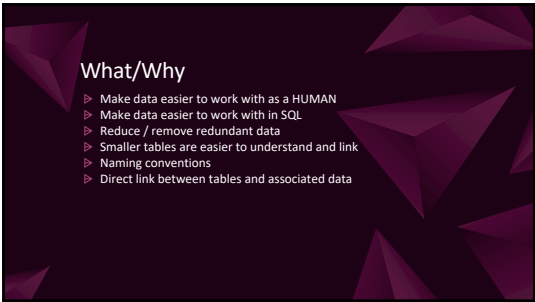 What/Why
Make data easier to work with as a HUMAN
Make data easier to work with in SQL
Reduce / remove redundant data
Smaller tables are easier to understand and link
Naming conventions
Direct link between tables and associated data